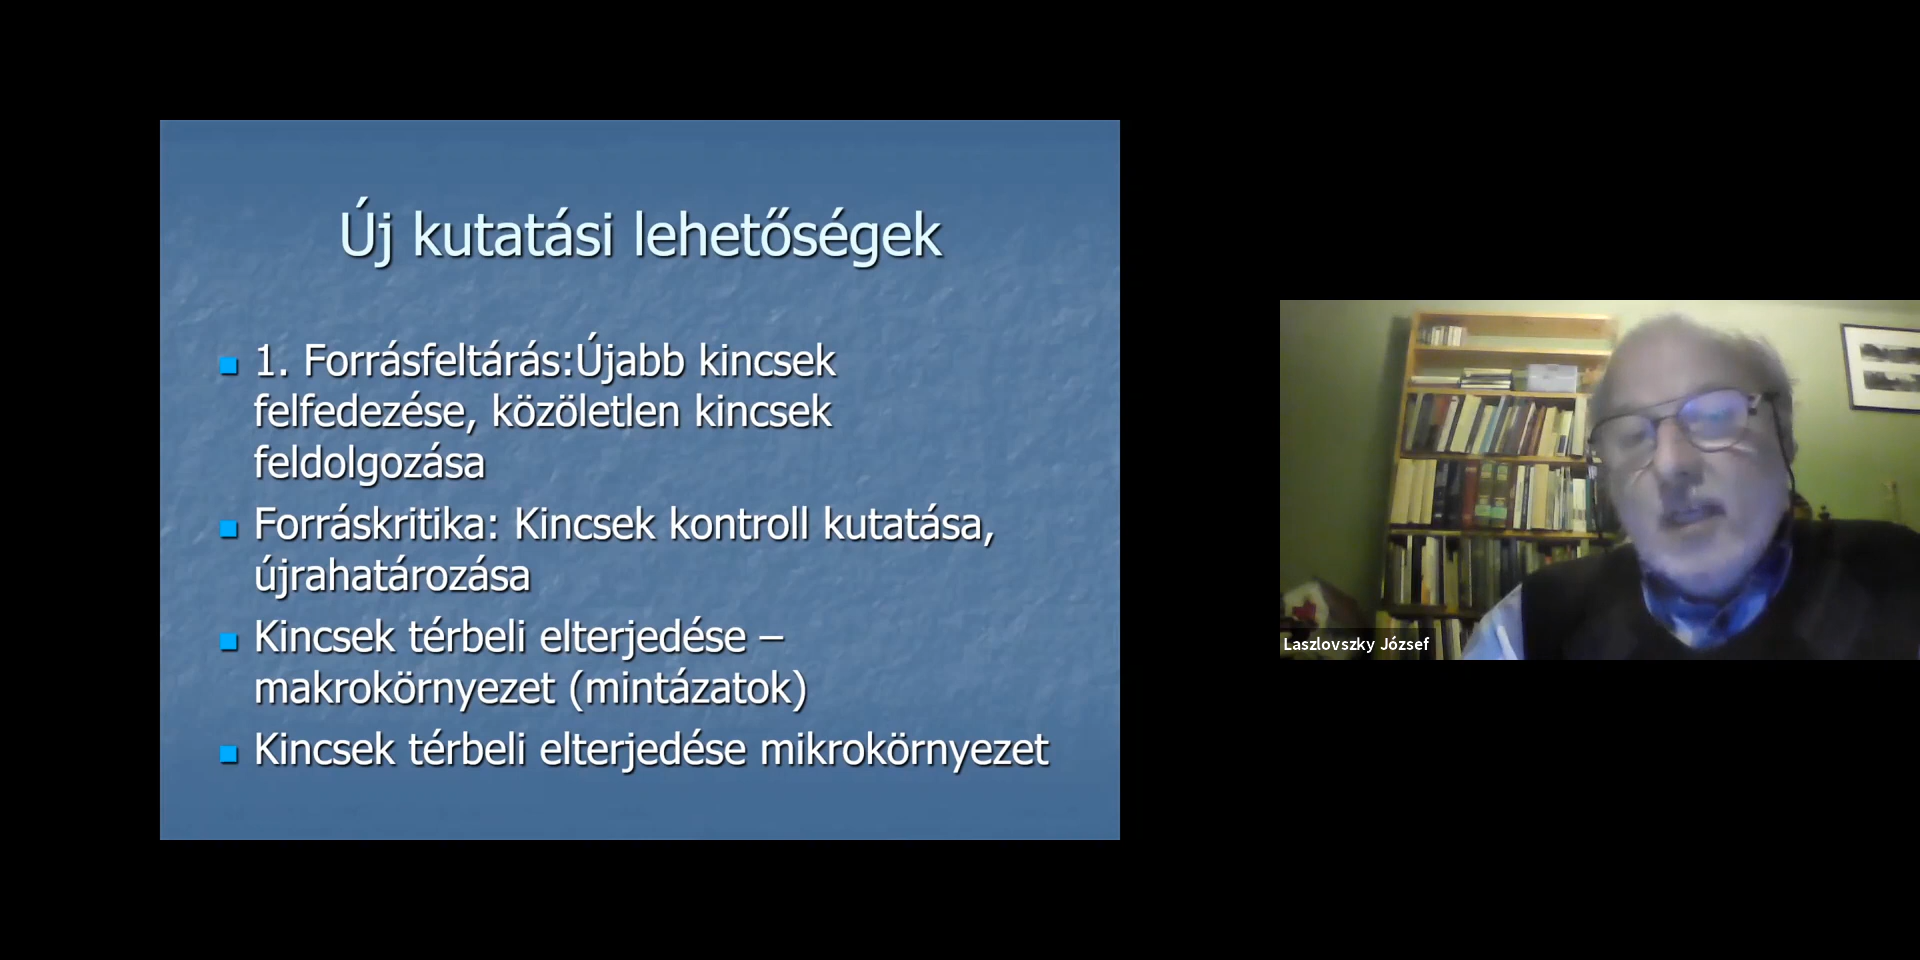 Új kutatási lehetőségek
1. Forrásfeltárás:Újabb kincsek
felfedezése, közöletlen kincsek
feldolgozása
Forráskritika: Kincsek kontroll kutatása,
újrahatározása
Kincsek térbeli elterjedése –
makrokörnyezet (mintázatok)
Kincsek térbeli elterjedése mikrokörnyezet
Laszlovszky József